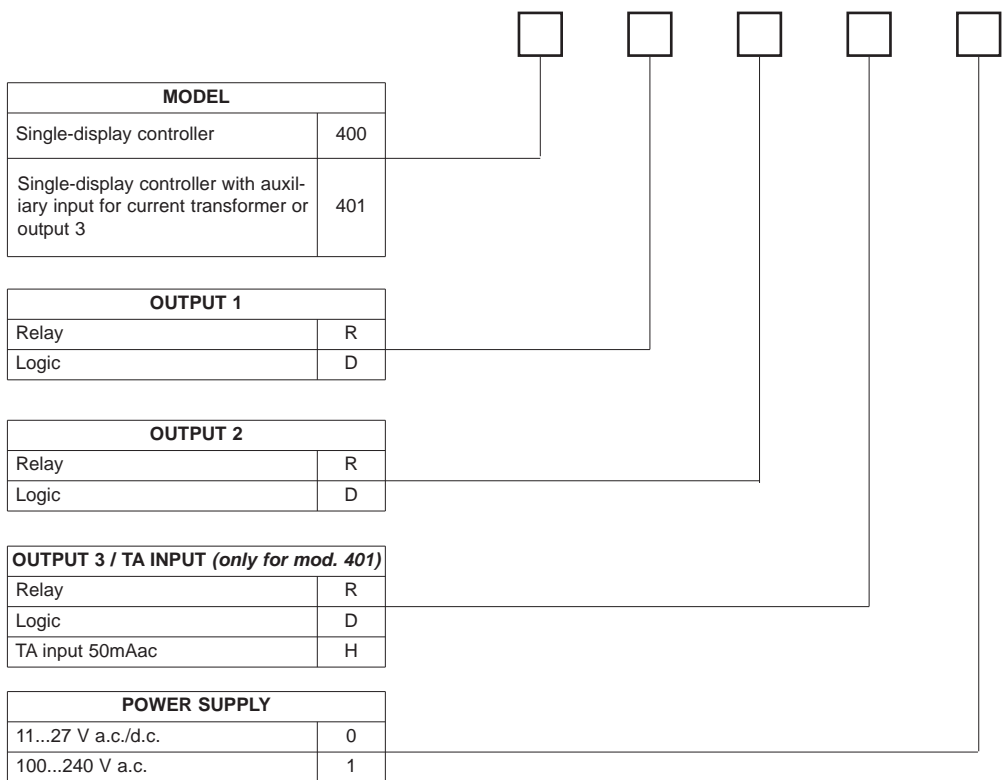 MODEL
Single-display controller 400
Single-display controller with auxil-
iary input for current transformer or
output 3
401
OUTPUT 1
Relay R
Logic D
OUTPUT 2
Relay R
Logic D
OUTPUT 3 / TA INPUT (only for mod. 401)
Relay R
Logic D
TA input 50mAac H
POWER SUPPLY
11...27 V a.c./d.c. 0
100...240 V a.c. 1